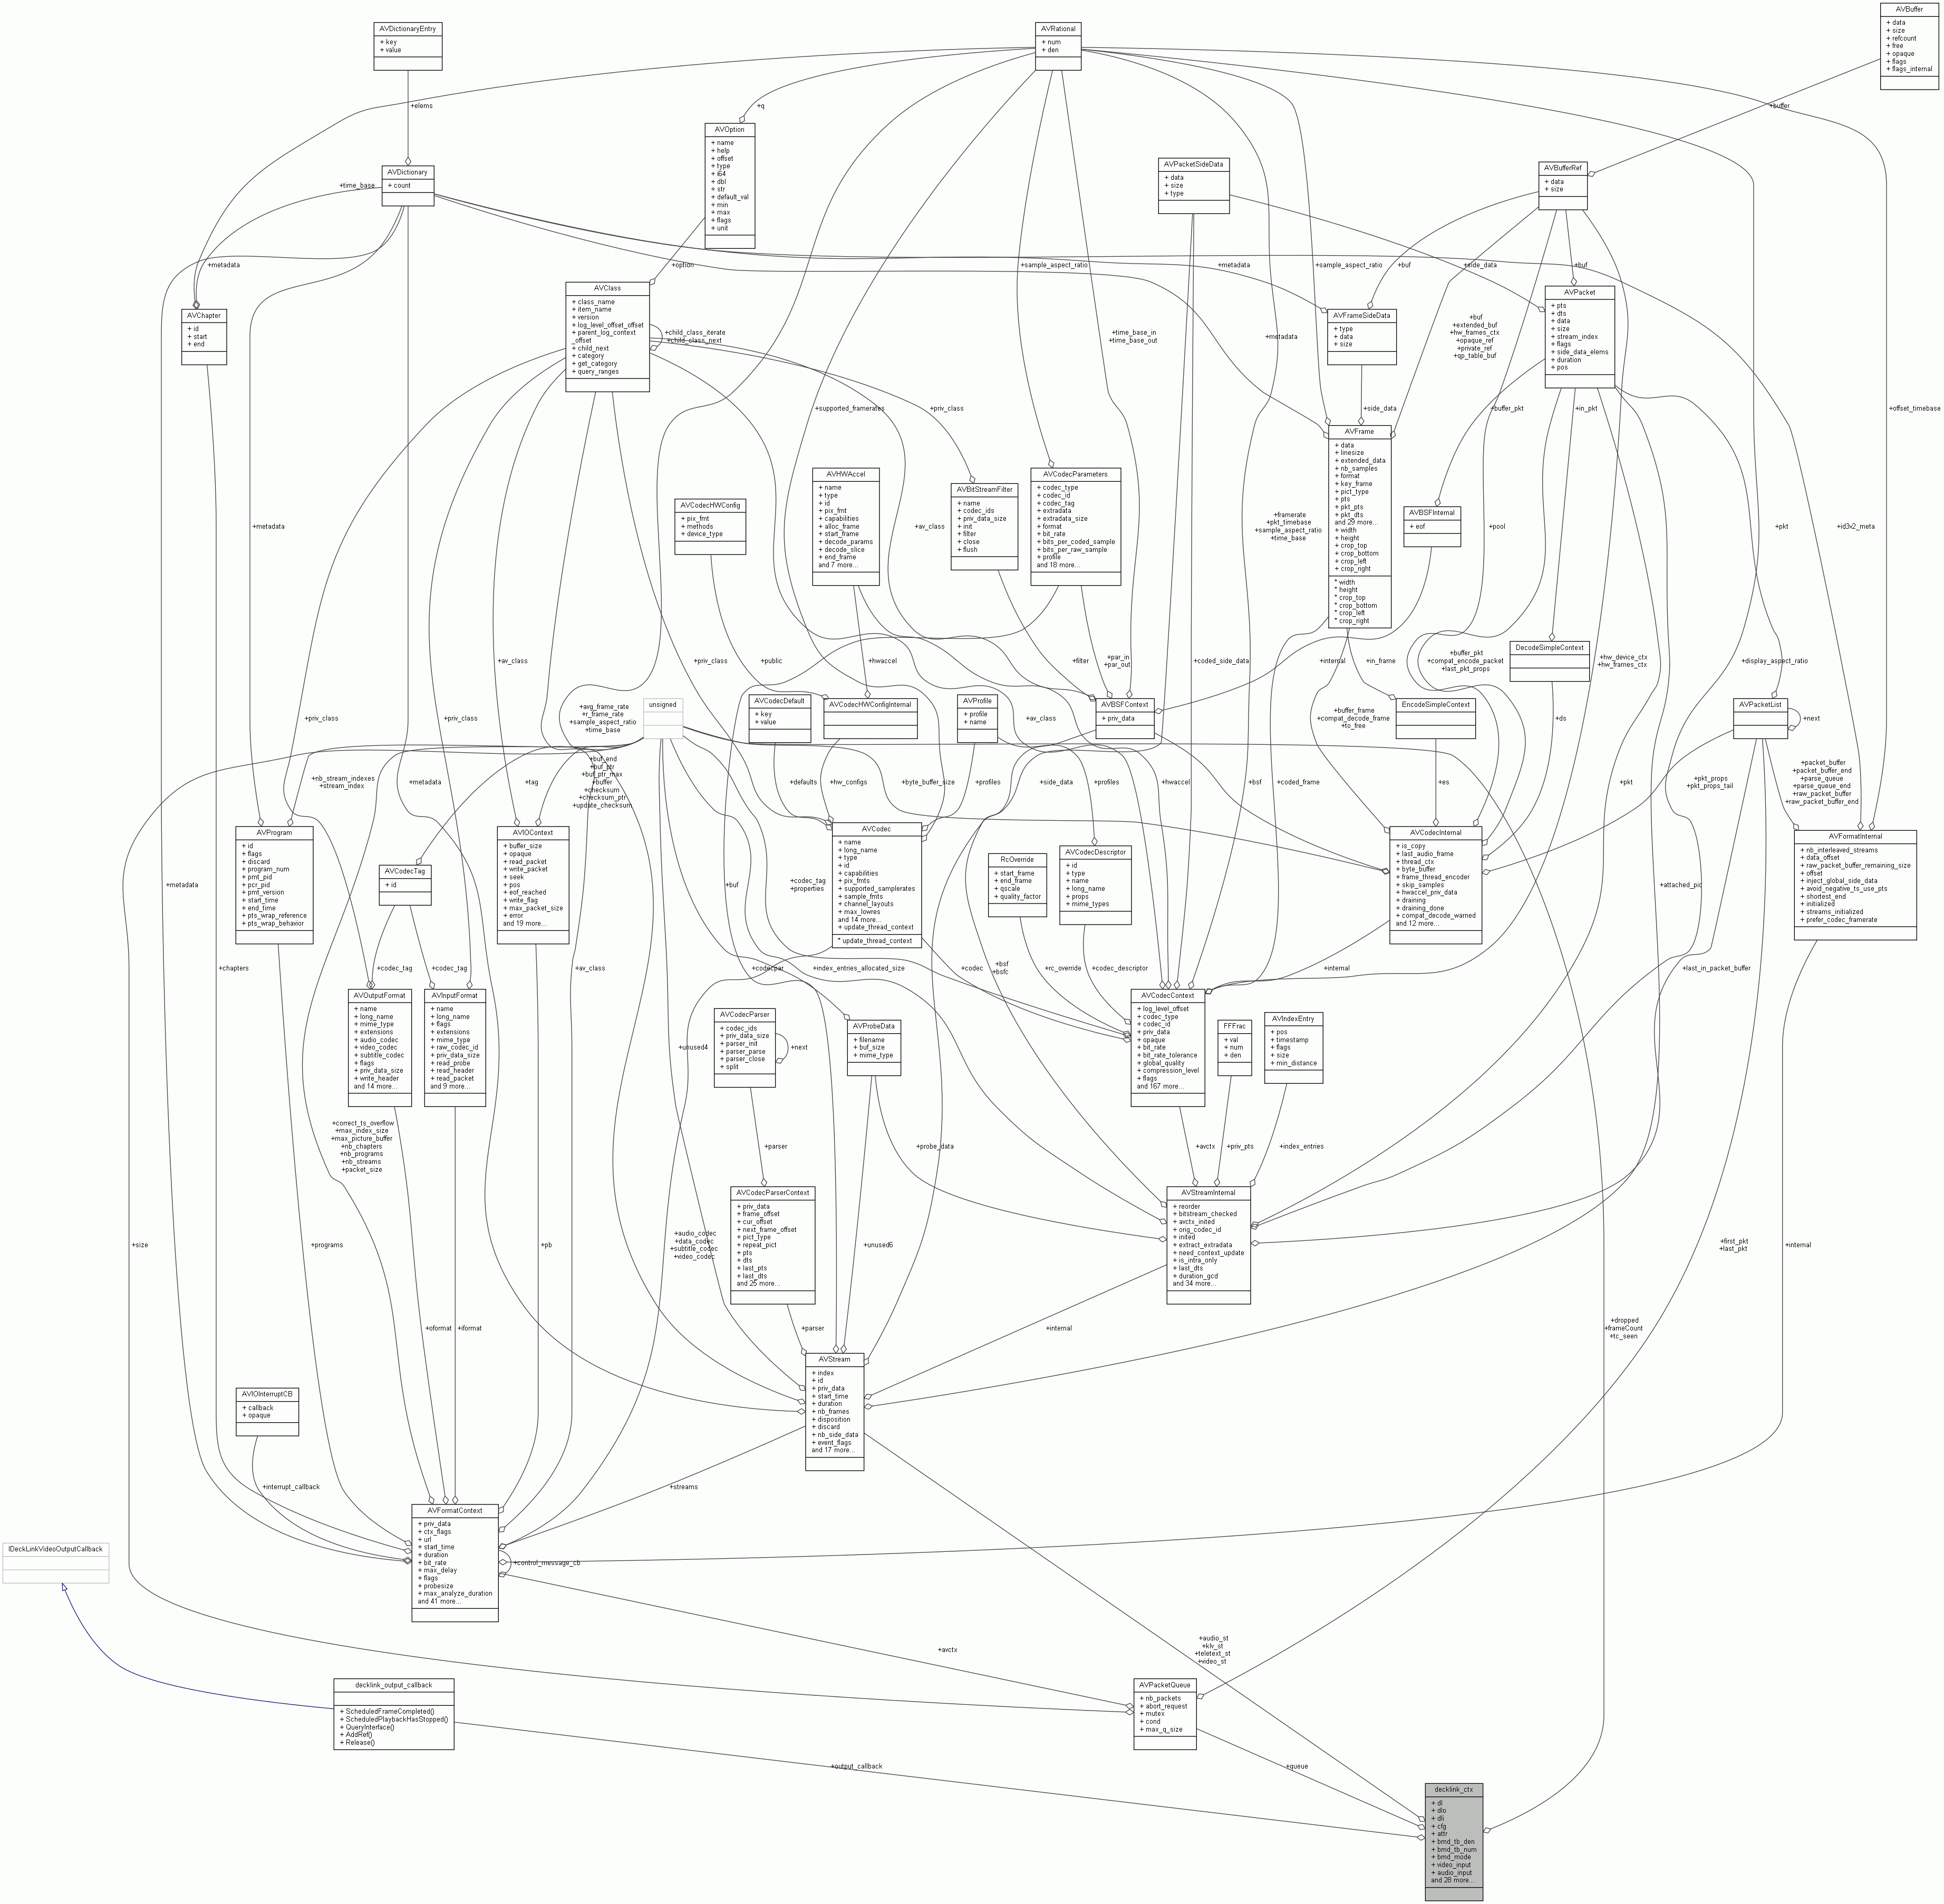 AVDictionaryEntry
+ key
+ value
AVRational
+ num
+ den
AVBuffer
+ data
+ size
+ refcount
+ free
+ opaque
+ flags
+ flags_internal
+elems
+q
+buffer
AVOption
+ name
+ help
+ offset
+ type
+ i64
+ dbl
+ str
+ default_val
+ min
+ max
+ flags
+ unit
AVDictionary
+ count
+time_base
AVPacketSideData
+ data
+ size
+ type
AVBufferRef
+ data
+ size
+metadata
+option
+sample_aspect_ratio
+metadata
+sample_aspect_ratio
+buf
+side_data
+buf
AVClass
+ class_name
+ item_name
+ version
+ log_level_offset_offset
+ parent_log_context
_offset
+ child_next
+ category
+ get_category
+ query_ranges
+child_class_iterate
+child_class_next
AVChapter
+ id
+ start
+ end
+time_base_in
+time_base_out
+metadata
AVFrameSideData
+ type
+ data
+ size
+buf
+extended_buf
+hw_frames_ctx
+opaque_ref
+private_ref
+qp_table_buf
AVPacket
+ pts
+ dts
+ data
+ size
+ stream_index
+ flags
+ side_data_elems
+ duration
+ pos
+supported_framerates
+priv_class
+side_data
+buffer_pkt
+in_pkt
+offset_timebase
AVHWAccel
+ name
+ type
+ id
+ pix_fmt
+ capabilities
+ alloc_frame
+ start_frame
+ decode_params
+ decode_slice
+ end_frame
and 7 more...
AVCodecHWConfig
+ pix_fmt
+ methods
+ device_type
+av_class
AVBitStreamFilter
+ name
+ codec_ids
+ priv_data_size
+ init
+ filter
+ close
+ flush
AVCodecParameters
+ codec_type
+ codec_id
+ codec_tag
+ extradata
+ extradata_size
+ format
+ bit_rate
+ bits_per_coded_sample
+ bits_per_raw_sample
+ profile
and 18 more...
+framerate
+pkt_timebase
+sample_aspect_ratio
+time_base
AVFrame
+ data
+ linesize
+ extended_data
+ nb_samples
+ format
+ key_frame
+ pict_type
+ pts
+ pkt_pts
+ pkt_dts
and 29 more...
+ width
+ height
+ crop_top
+ crop_bottom
+ crop_left
+ crop_right
* width
* height
* crop_top
* crop_bottom
* crop_left
* crop_right
AVBSFInternal
+ eof
+pool
+pkt
+id3v2_meta
+metadata
+av_class
+priv_class
+public
+hwaccel
+filter
+par_in
+par_out
+coded_side_data
+internal
+in_frame
+buffer_pkt
+compat_encode_packet
+last_pkt_props
DecodeSimpleContext
+hw_device_ctx
+hw_frames_ctx
+display_aspect_ratio
+priv_class
+priv_class
+avg_frame_rate
+r_frame_rate
+sample_aspect_ratio
+time_base
unsigned
AVCodecDefault
+ key
+ value
AVCodecHWConfigInternal
AVProfile
+ profile
+ name
+av_class
AVBSFContext
+ priv_data
+buffer_frame
+compat_decode_frame
+to_free
EncodeSimpleContext
+ds
AVPacketList
+next
+nb_stream_indexes
+stream_index
+metadata
+tag
+buf_end
+buf_ptr
+buf_ptr_max
+buffer
+checksum
+checksum_ptr
+update_checksum
+defaults
+hw_configs
+byte_buffer_size
+profiles
+side_data
+profiles
+hwaccel
+bsf
+coded_frame
+es
+pkt
+pkt_props
+pkt_props_tail
+packet_buffer
+packet_buffer_end
+parse_queue
+parse_queue_end
+raw_packet_buffer
+raw_packet_buffer_end
AVProgram
+ id
+ flags
+ discard
+ program_num
+ pmt_pid
+ pcr_pid
+ pmt_version
+ start_time
+ end_time
+ pts_wrap_reference
+ pts_wrap_behavior
AVCodecTag
+ id
AVIOContext
+ buffer_size
+ opaque
+ read_packet
+ write_packet
+ seek
+ pos
+ eof_reached
+ write_flag
+ max_packet_size
+ error
and 19 more...
+metadata
+buf
+codec_tag
+properties
AVCodec
+ name
+ long_name
+ type
+ id
+ capabilities
+ pix_fmts
+ supported_samplerates
+ sample_fmts
+ channel_layouts
+ max_lowres
and 14 more...
+ update_thread_context
* update_thread_context
RcOverride
+ start_frame
+ end_frame
+ qscale
+ quality_factor
AVCodecDescriptor
+ id
+ type
+ name
+ long_name
+ props
+ mime_types
AVCodecInternal
+ is_copy
+ last_audio_frame
+ thread_ctx
+ byte_buffer
+ frame_thread_encoder
+ skip_samples
+ hwaccel_priv_data
+ draining
+ draining_done
+ compat_decode_warned
and 12 more...
+attached_pic
AVFormatInternal
+ nb_interleaved_streams
+ data_offset
+ raw_packet_buffer_remaining_size
+ offset
+ inject_global_side_data
+ avoid_negative_ts_use_pts
+ shortest_end
+ initialized
+ streams_initialized
+ prefer_codec_framerate
+chapters
+codec_tag
+codec_tag
+av_class
+codecpar
+index_entries_allocated_size
+codec
+bsf
+bsfc
+rc_override
+codec_descriptor
+internal
+last_in_packet_buffer
AVOutputFormat
+ name
+ long_name
+ mime_type
+ extensions
+ audio_codec
+ video_codec
+ subtitle_codec
+ flags
+ priv_data_size
+ write_header
and 14 more...
AVInputFormat
+ name
+ long_name
+ flags
+ extensions
+ mime_type
+ raw_codec_id
+ priv_data_size
+ read_probe
+ read_header
+ read_packet
and 9 more...
+unused4
AVCodecParser
+ codec_ids
+ priv_data_size
+ parser_init
+ parser_parse
+ parser_close
+ split
+next
AVProbeData
+ filename
+ buf_size
+ mime_type
AVCodecContext
+ log_level_offset
+ codec_type
+ codec_id
+ priv_data
+ opaque
+ bit_rate
+ bit_rate_tolerance
+ global_quality
+ compression_level
+ flags
and 167 more...
FFFrac
+ val
+ num
+ den
AVIndexEntry
+ pos
+ timestamp
+ flags
+ size
+ min_distance
+correct_ts_overflow
+max_index_size
+max_picture_buffer
+nb_chapters
+nb_programs
+nb_streams
+packet_size
+parser
+probe_data
+avctx
+priv_pts
+index_entries
+size
+programs
+pb
+audio_codec
+data_codec
+subtitle_codec
+video_codec
AVCodecParserContext
+ priv_data
+ frame_offset
+ cur_offset
+ next_frame_offset
+ pict_type
+ repeat_pict
+ pts
+ dts
+ last_pts
+ last_dts
and 25 more...
+unused6
AVStreamInternal
+ reorder
+ bitstream_checked
+ avctx_inited
+ orig_codec_id
+ inited
+ extract_extradata
+ need_context_update
+ is_intra_only
+ last_dts
+ duration_gcd
and 34 more...
+first_pkt
+last_pkt
+internal
+oformat
+iformat
+parser
+internal
+dropped
+frameCount
+tc_seen
AVIOInterruptCB
+ callback
+ opaque
AVStream
+ index
+ id
+ priv_data
+ start_time
+ duration
+ nb_frames
+ disposition
+ discard
+ nb_side_data
+ event_flags
and 17 more...
+interrupt_callback
+streams
AVFormatContext
+ priv_data
+ ctx_flags
+ url
+ start_time
+ duration
+ bit_rate
+ max_delay
+ flags
+ probesize
+ max_analyze_duration
and 41 more...
+control_message_cb
IDeckLinkVideoOutputCallback
+avctx
+audio_st
+klv_st
+teletext_st
+video_st
decklink_output_callback
+ ScheduledFrameCompleted()
+ ScheduledPlaybackHasStopped()
+ QueryInterface()
+ AddRef()
+ Release()
AVPacketQueue
+ nb_packets
+ abort_request
+ mutex
+ cond
+ max_q_size
+output_callback
+queue
decklink_ctx
+ dl
+ dlo
+ dli
+ cfg
+ attr
+ bmd_tb_den
+ bmd_tb_num
+ bmd_mode
+ video_input
+ audio_input
and 28 more...